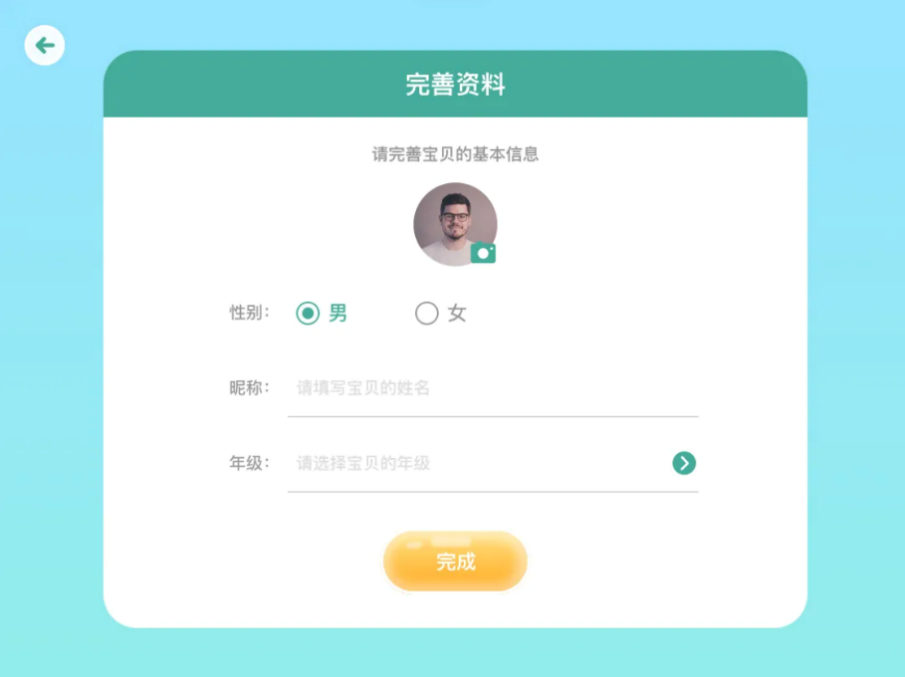 完善资料
请完善宝贝的基本信息
性别： 男 女
昵称： 请填写宝贝的姓名
年级： 请选择宝贝的年级
完成